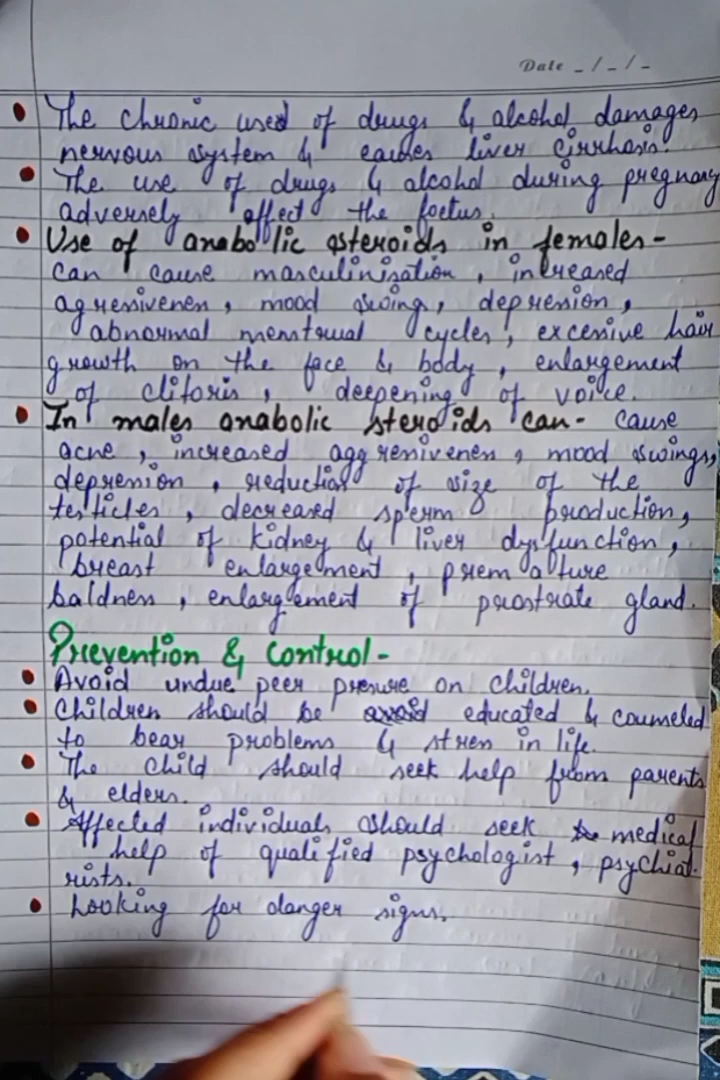 Date _/_/_
The chronic used of drugs & alcohol damages
nervous system & causes liver cirrhosis.
The use of drugs & alcohol during pregnancy
adversely affect the foetus.
Use of anabolic asteroids in females-
can cause masculinisation, increased
aggressiveness, mood swing, depression,
abnormal menstrual cycles, excessive hair
growth on the face & body, enlargement
of clitoris, deepening of voice.
In males anabolic steroids can- cause
acne, increased aggressiveness, mood swings,
depression, reduction of size of the
testicles, decreased sperm production,
potential of kidney & liver dysfunction,
breast enlargement, premature
baldness, enlargement of prostrate gland.
Prevention & Control-
Avoid undue peer pressure on children.
Children should be educated & counseled
to bear problems & stress in life.
The child should seek help from parents
& elders.
Affected individuals should seek medical
help of qualified psychologist, psychiat-
rists.
Looking for danger signs.